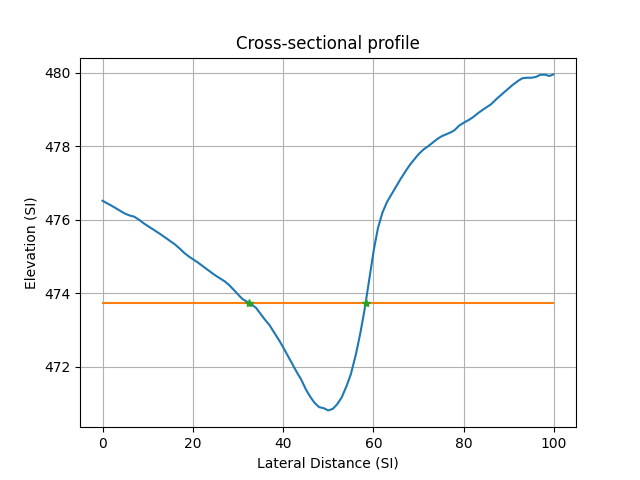 Cross-sectional profile
Elevation (SI)
480
478
476
474
472
0 20 40 60 80 100
Lateral Distance (SI)